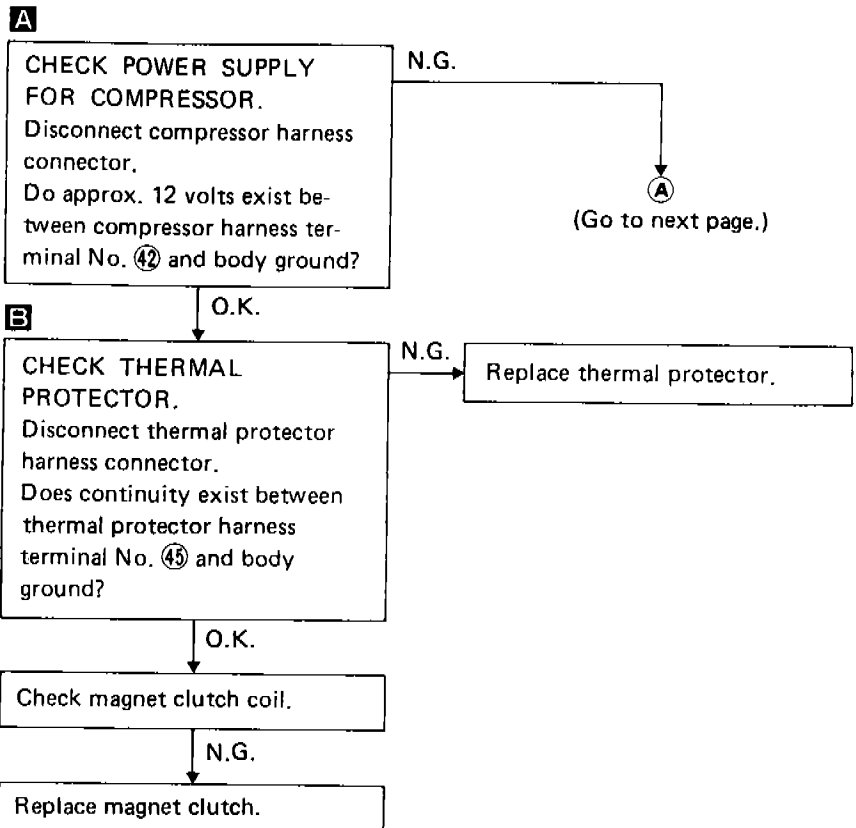 A
CHECK POWER SUPPLY
FOR COMPRESSOR.
Disconnect compressor harness
connector.
Do approx. 12 volts exist be-
tween compressor harness ter-
minal No. ㊷ and body ground?
N.G.
Ⓐ
(Go to next page.)
O.K.
B
CHECK THERMAL
PROTECTOR.
Disconnect thermal protector
harness connector.
Does continuity exist between
thermal protector harness
terminal No. ㊺ and body
ground?
N.G.
Replace thermal protector.
O.K.
Check magnet clutch coil.
N.G.
Replace magnet clutch.